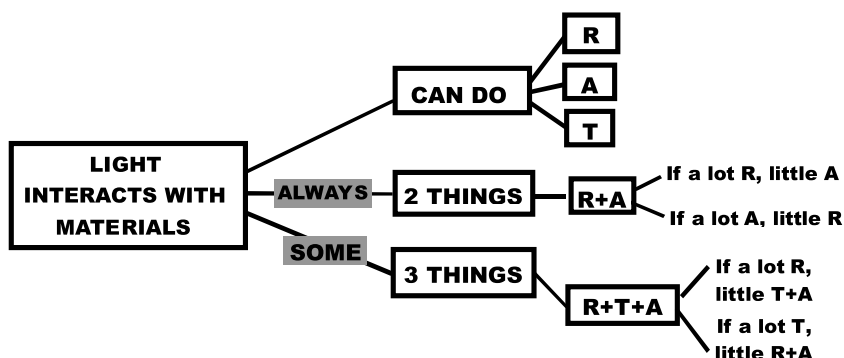 R
CAN DO
A
T
LIGHT
INTERACTS WITH
MATERIALS
ALWAYS
2 THINGS
R+A
If a lot R, little A
If a lot A, little R
SOME
3 THINGS
R+T+A
If a lot R,
little T+A
If a lot T,
little R+A